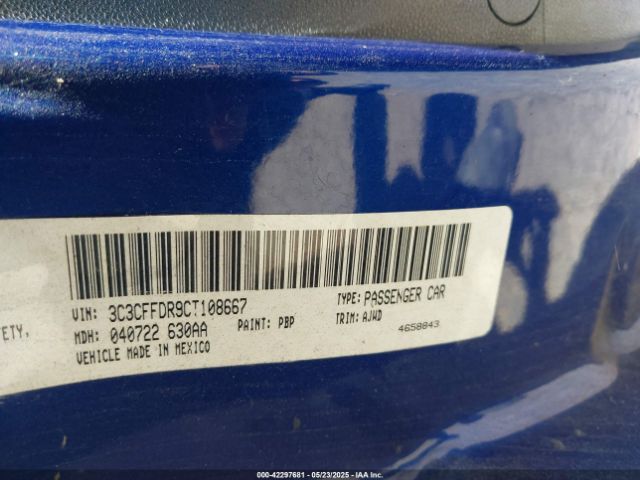 ETY,
VIN: 3C3CFFDR9CT108667
TYPE: PASSENGER CAR
MDH: 040722 630AA
PAINT: PBP
TRIM: AJWD
VEHICLE MADE IN MEXICO
4658843
000-42297681 - 05/23/2025 - IAA Inc.